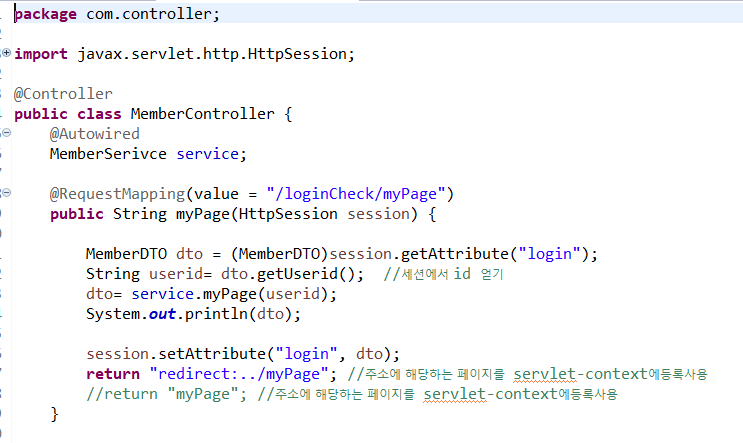 package com.controller;
import javax.servlet.http.HttpSession;
@Controller
public class MemberController {
@Autowired
MemberSerivce service;
@RequestMapping(value = "/loginCheck/myPage")
public String myPage(HttpSession session) {
MemberDTO dto = (MemberDTO)session.getAttribute("login");
String userid= dto.getUserid();  //세션에서 id 얻기
dto= service.myPage(userid);
System.out.println(dto);
session.setAttribute("login", dto);
return "redirect:../myPage"; //주소에 해당하는 페이지를 servlet-context에등록사용
//return "myPage"; //주소에 해당하는 페이지를 servlet-context에등록사용
}